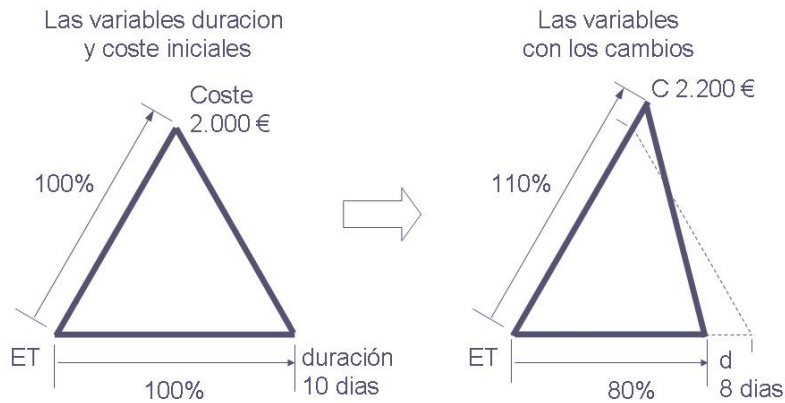 Las variables duracion
y coste iniciales
Coste
2.000 €
100%
ET
100%
duración
10 dias
Las variables
con los cambios
C 2.200 €
110%
ET
80%
d
8 dias